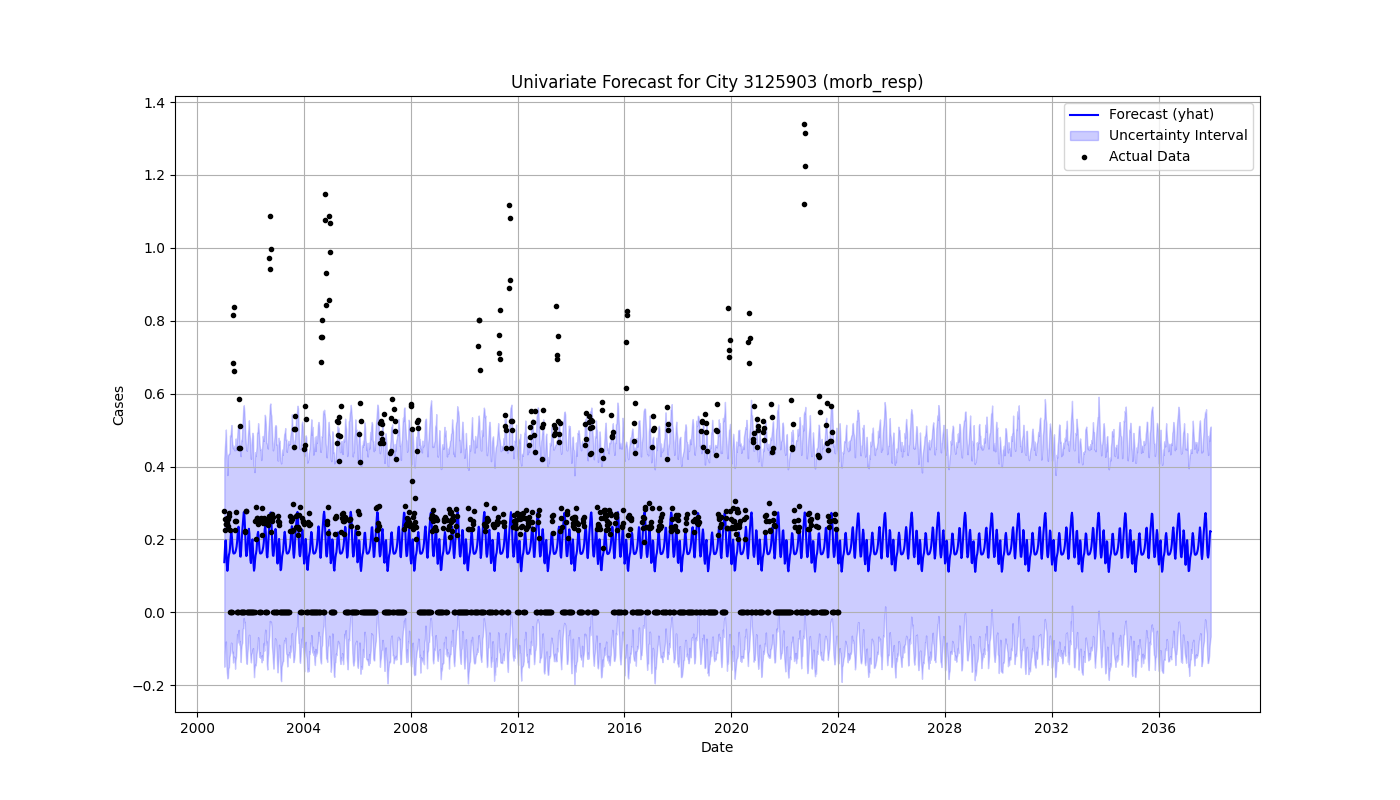 Univariate Forecast for City 3125903 (morb_resp)
Forecast (yhat)
Uncertainty Interval
Actual Data
Cases
1.4
1.2
1.0
0.8
0.6
0.4
0.2
0.0
−0.2
2000 2004 2008 2012 2016 2020 2024 2028 2032 2036
Date